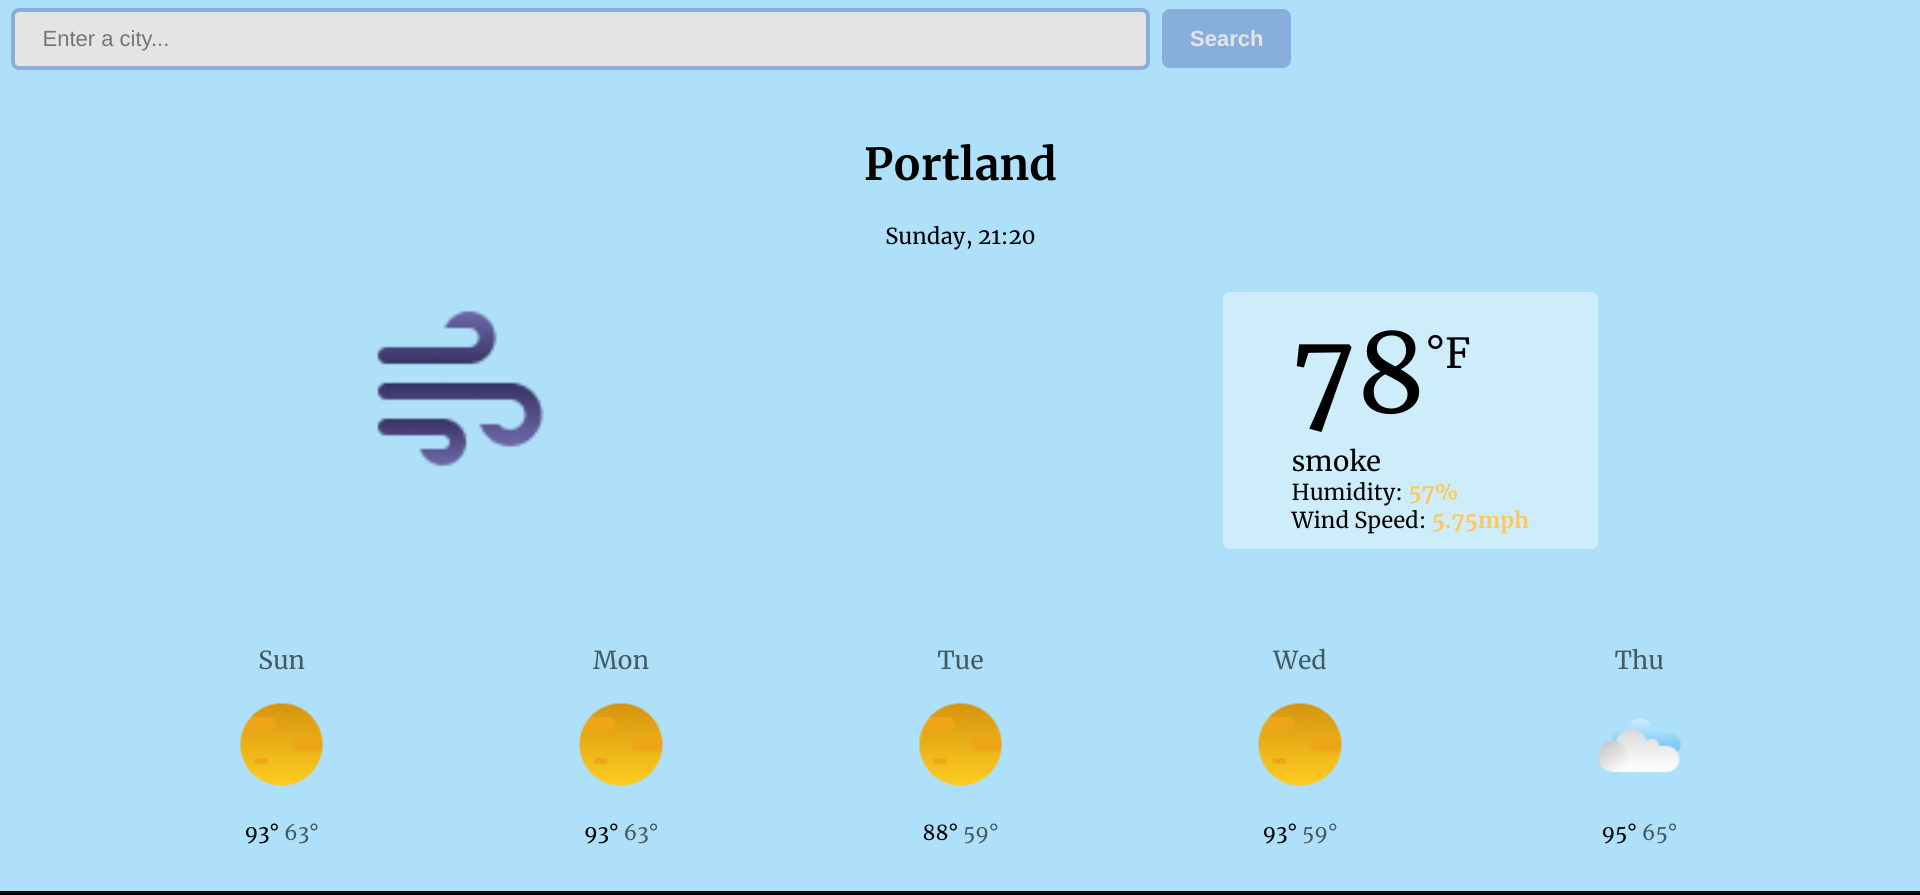 Enter a city...
Search
Portland
Sunday, 21:20
78°F
smoke
Humidity: 57%
Wind Speed: 5.75mph
Sun Mon Tue Wed Thu
93° 63° 93° 63° 88° 59° 93° 59° 95° 65°